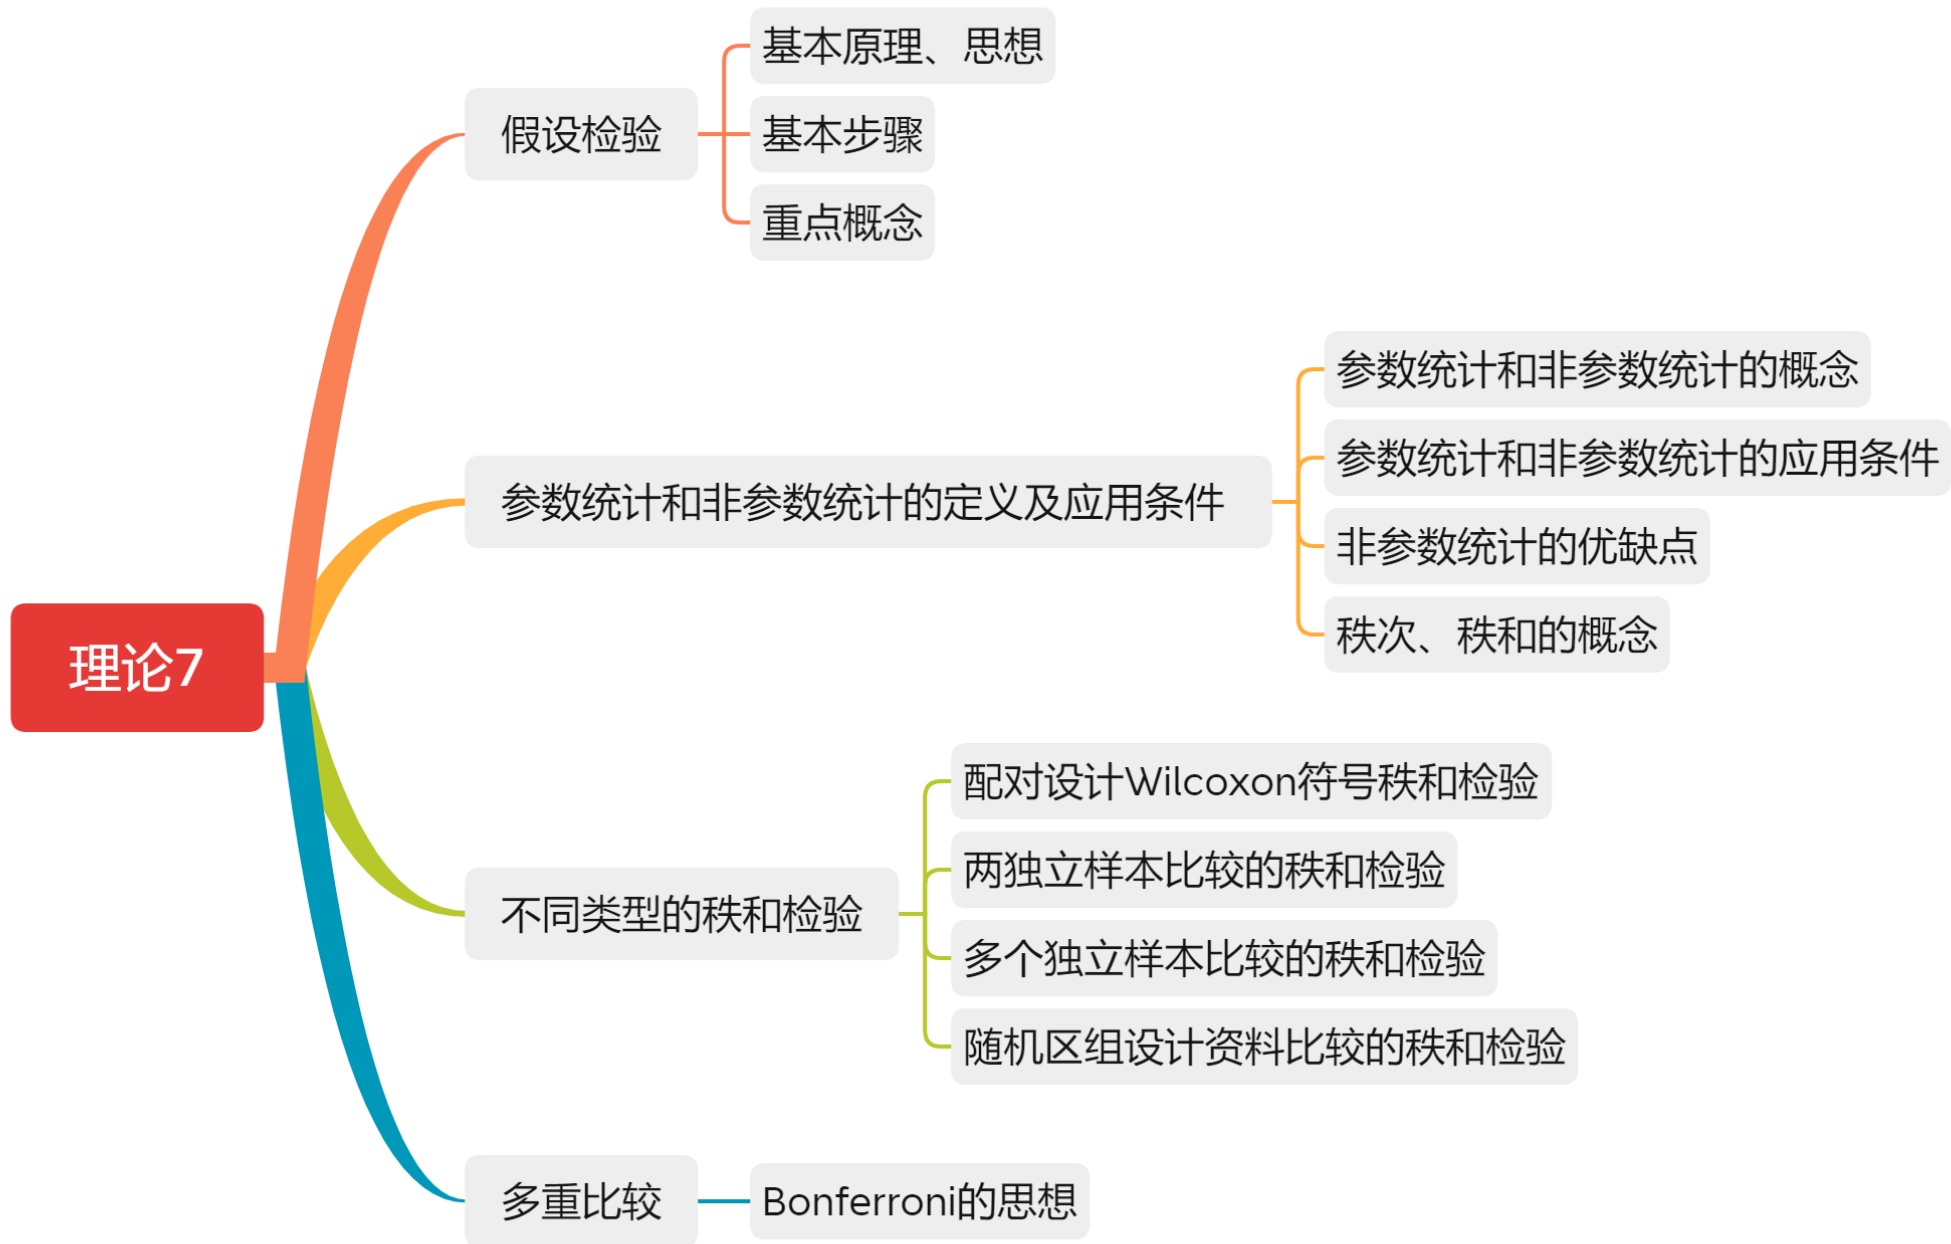 理论7
假设检验
基本原理、思想
基本步骤
重点概念
参数统计和非参数统计的定义及应用条件
参数统计和非参数统计的概念
参数统计和非参数统计的应用条件
非参数统计的优缺点
秩次、秩和的概念
不同类型的秩和检验
配对设计Wilcoxon符号秩和检验
两独立样本比较的秩和检验
多个独立样本比较的秩和检验
随机区组设计资料比较的秩和检验
多重比较
Bonferroni的思想